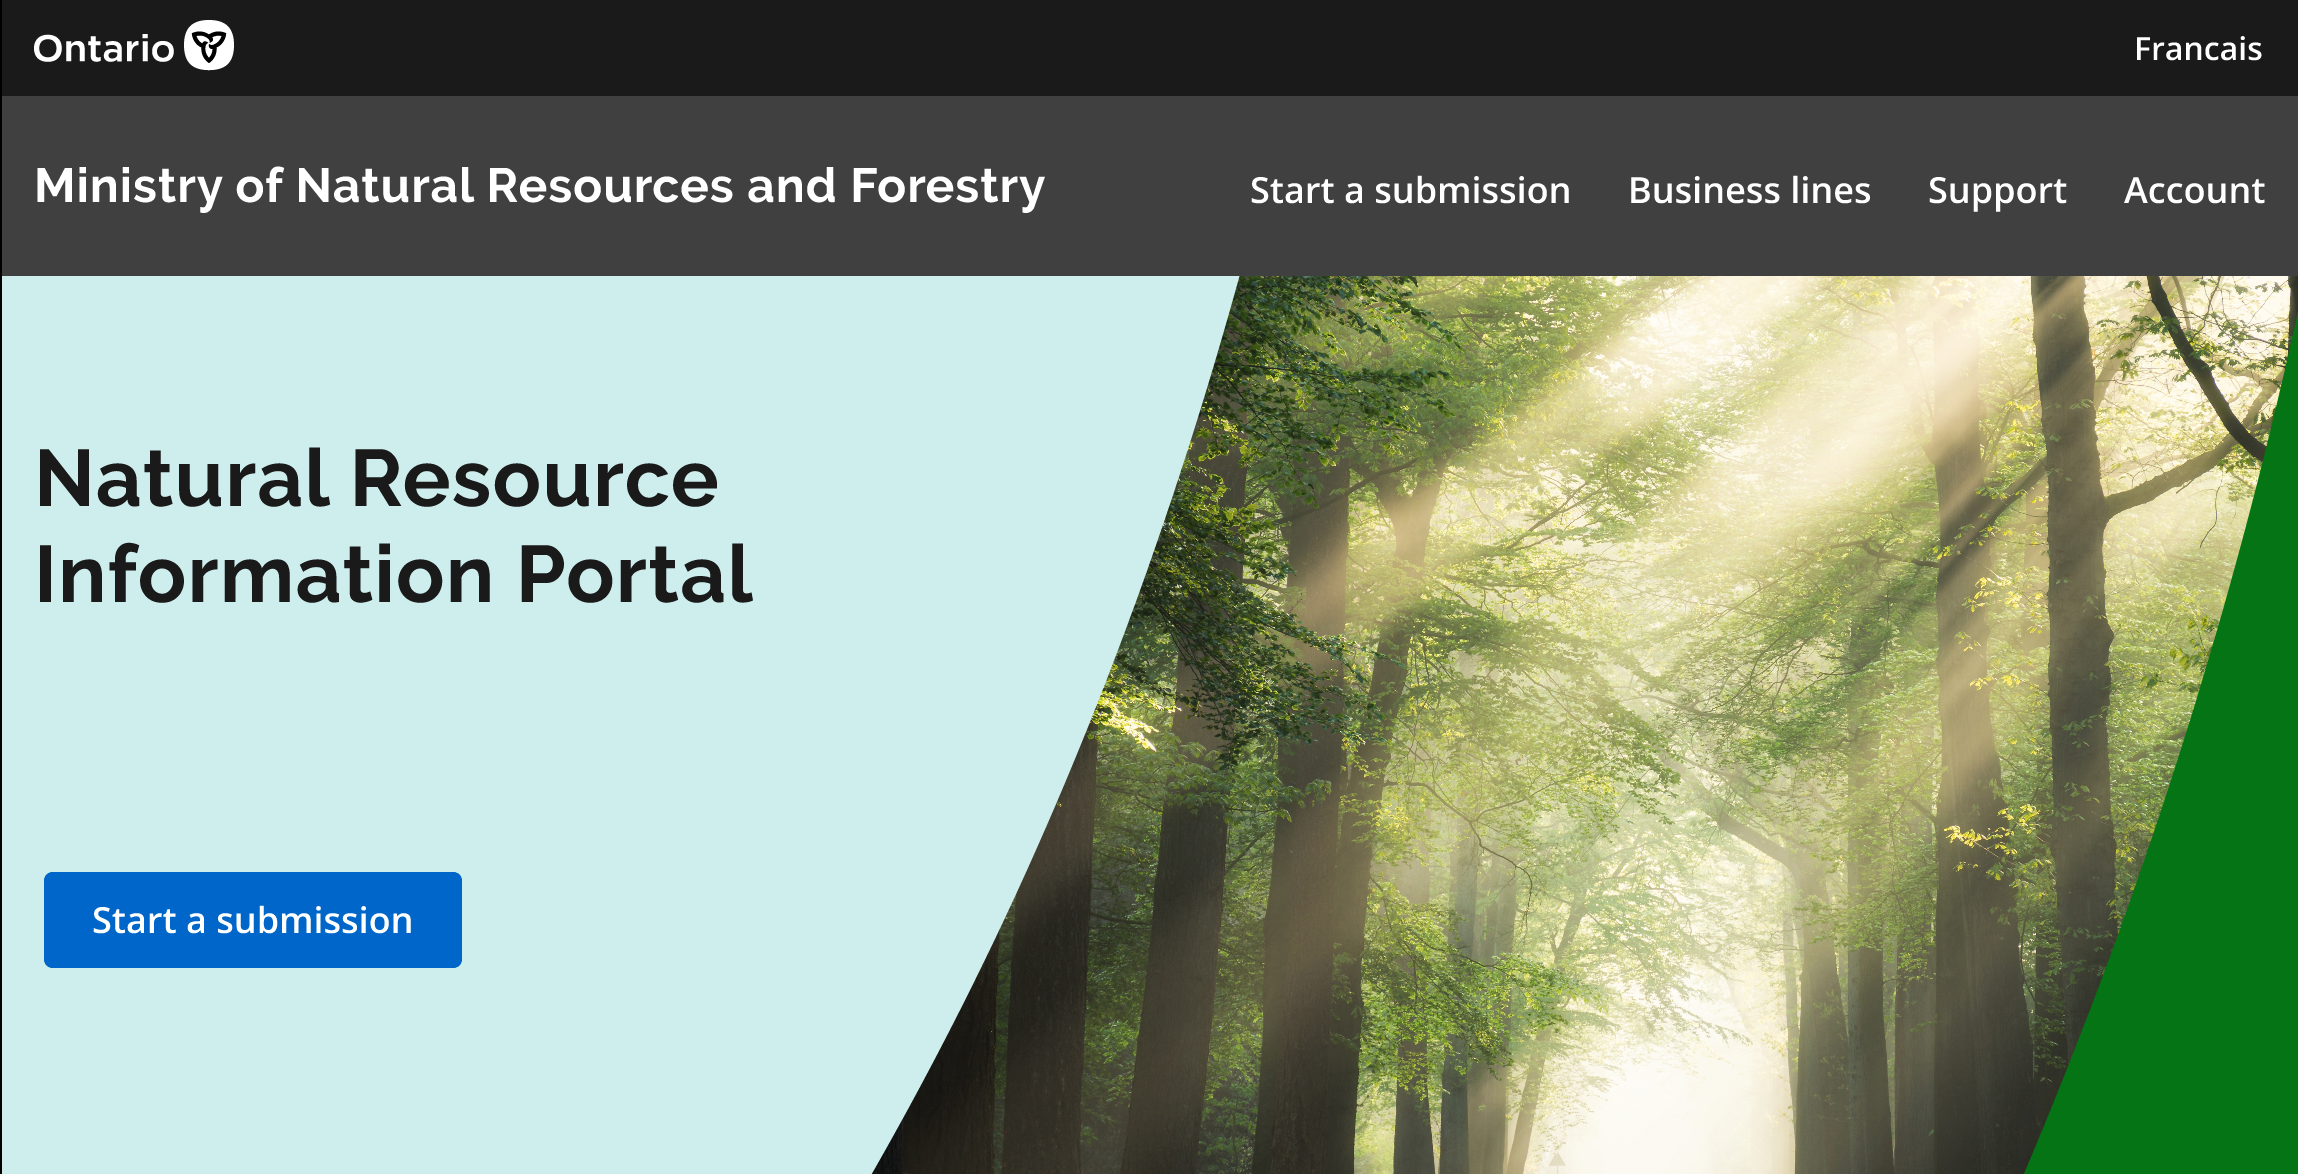 Ontario
Francais
Ministry of Natural Resources and Forestry
Start a submission
Business lines
Support
Account
Natural Resource
Information Portal
Start a submission